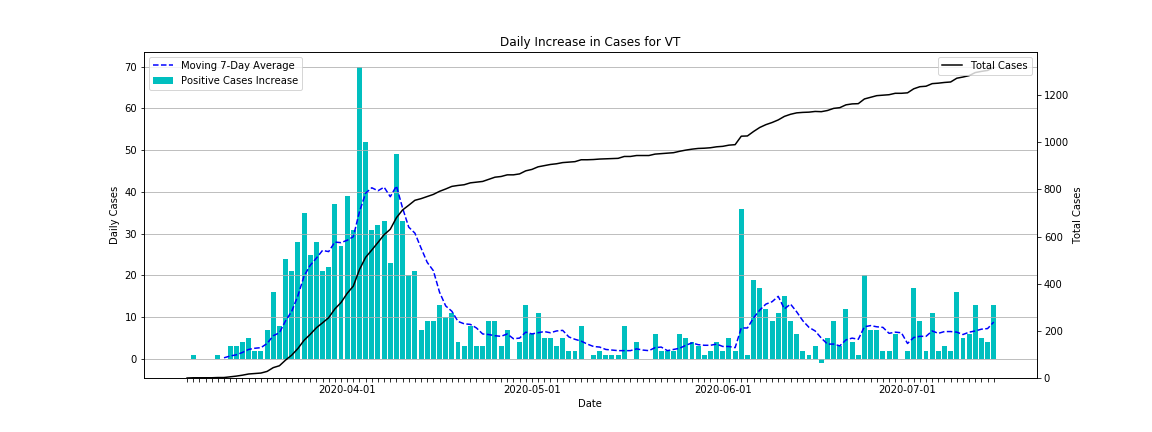 Daily Increase in Cases for VT
Moving 7-Day Average
Positive Cases Increase
Total Cases
70
60
50
40
30
20
10
0
Daily Cases
1200
1000
800
600
400
200
0
Total Cases
2020-04-01
2020-05-01
2020-06-01
2020-07-01
Date